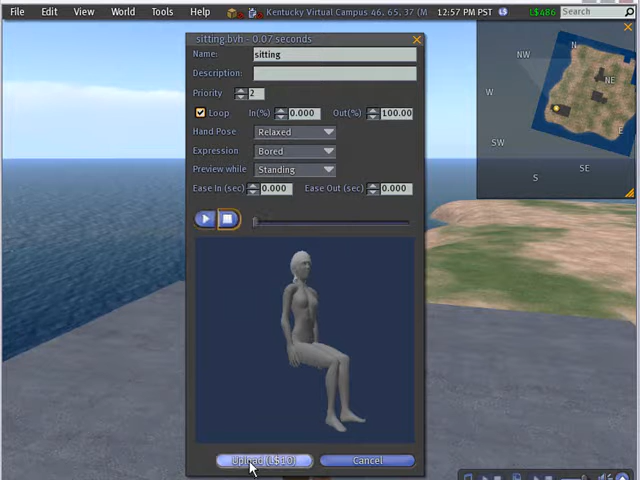 File Edit View World Tools Help Kentucky Virtual Campus 46, 65, 37 (M 12:57 PM PST L$486 Search
sitting.bvh - 0.07 seconds
Name: sitting
Description:
Priority 2
Loop In(%) 0.000 Out(%) 100.00
Hand Pose Relaxed
Expression Bored
Preview while Standing
Ease In (sec) 0.000 Ease Out (sec) 0.000
Upload (L$10) Cancel
N
NW
NE
W
E
SW
SE
S